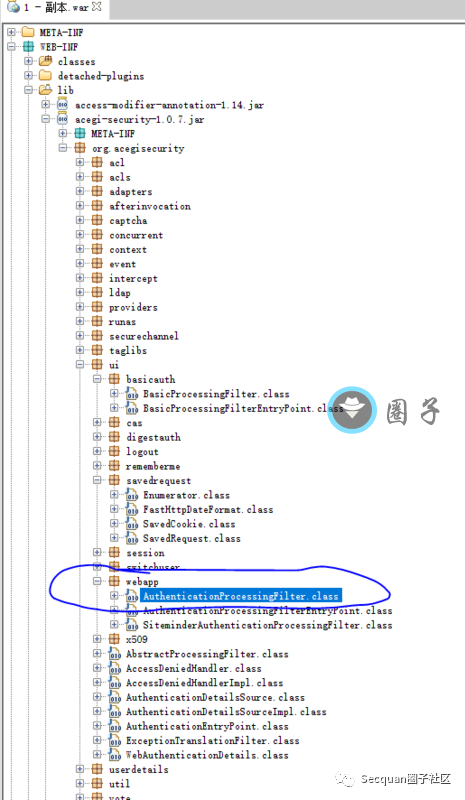 1 - 副本.war
META-INF
WEB-INF
classes
detached-plugins
lib
access-modifier-annotation-1.14.jar
acegi-security-1.0.7.jar
META-INF
org.acegisecurity
acl
acls
adapters
afterinvocation
captcha
concurrent
context
event
intercept
ldap
providers
runas
securechannel
taglibs
ui
basicauth
BasicProcessingFilter.class
BasicProcessingFilterEntryPoint.class
圈子
cas
digestauth
logout
rememberme
savedrequest
Enumerator.class
FastHttpDateFormat.class
SavedCookie.class
SavedRequest.class
session
switchuser
webapp
AuthenticationProcessingFilter.class
AuthenticationProcessingFilterEntryPoint.class
SiteminderAuthenticationProcessingFilter.class
x509
AbstractProcessingFilter.class
AccessDeniedHandler.class
AccessDeniedHandlerImpl.class
AuthenticationDetailsSource.class
AuthenticationDetailsSourceImpl.class
AuthenticationEntryPoint.class
ExceptionTranslationFilter.class
WebAuthenticationDetails.class
userdetails
util
vote
Secquan圈子社区